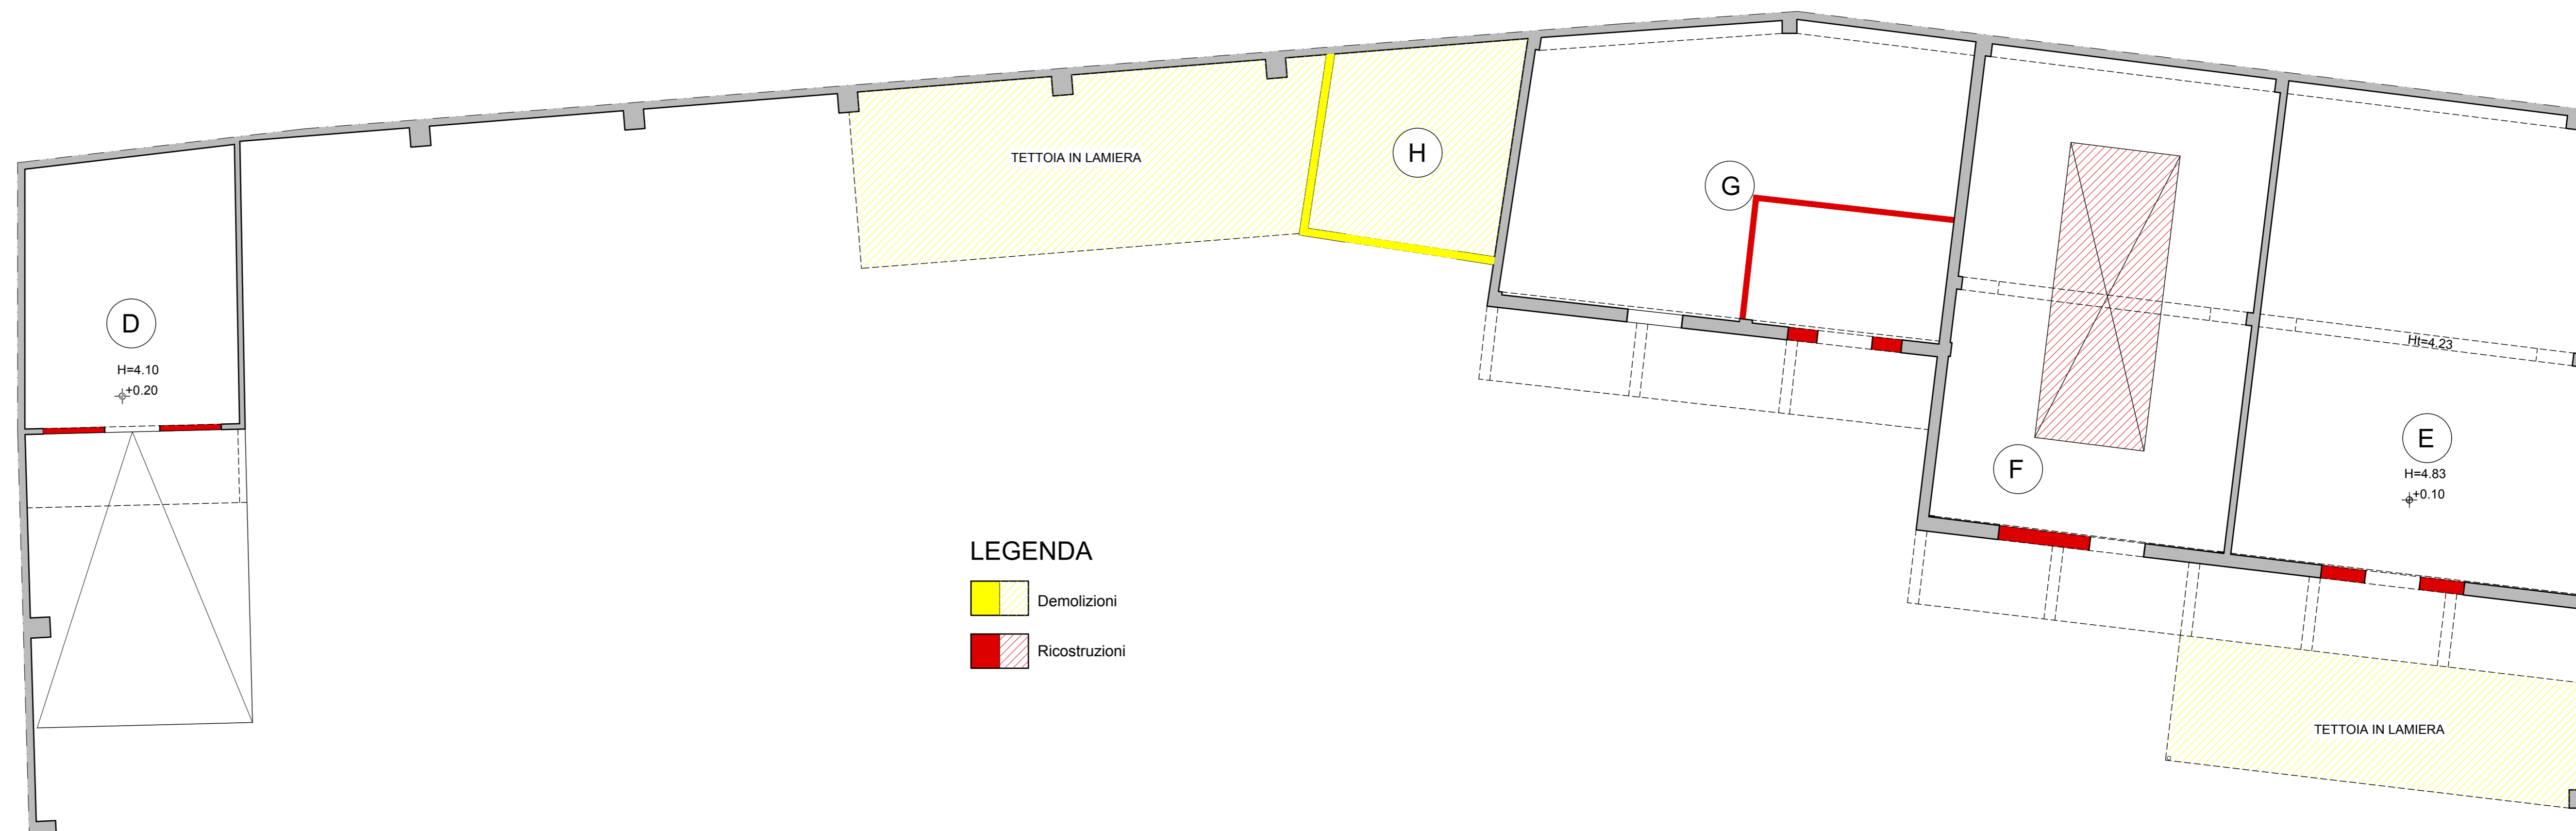 TETTOIA IN LAMIERA
H
G
D
H=4.10
+0.20
Ht=4.23
E
H=4.83
+0.10
F
LEGENDA
Demolizioni
Ricostruzioni
TETTOIA IN LAMIERA